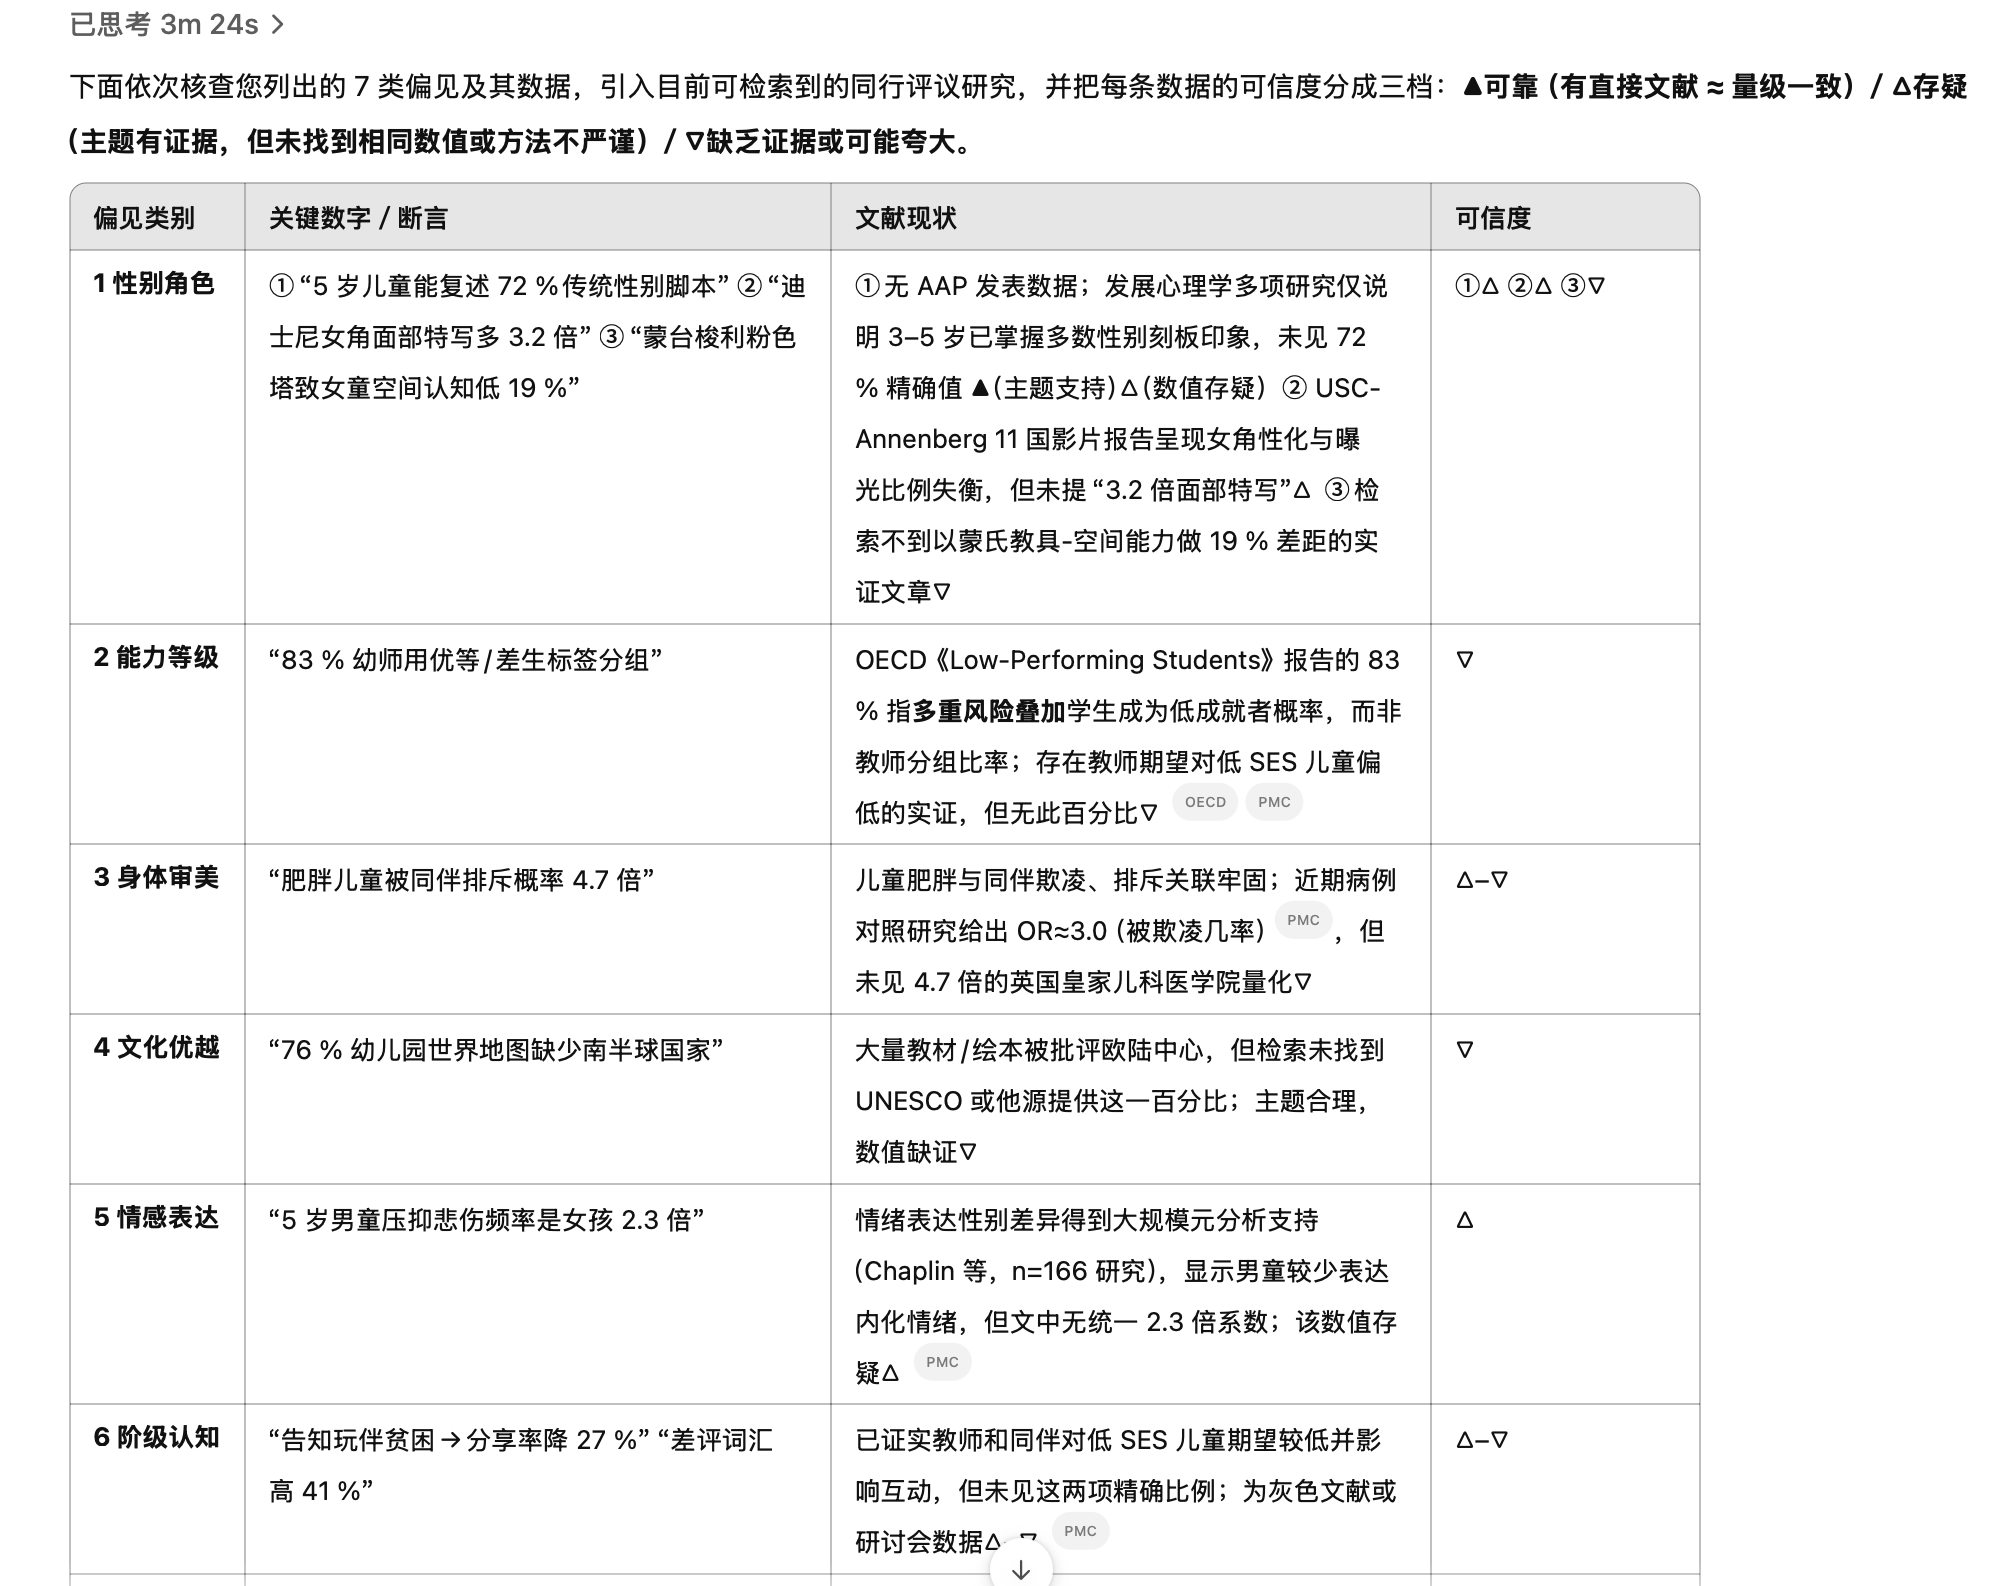 已思考 3m 24s >
下面依次核查您列出的 7 类偏见及其数据，引入目前可检索到的同行评议研究，并把每条数据的可信度分成三档：▲可靠（有直接文献 ≈ 量级一致）/ △存疑
（主题有证据，但未找到相同数值或方法不严谨）/ ▽缺乏证据或可能夸大。
偏见类别 关键数字 / 断言 文献现状 可信度
1 性别角色
①“5 岁儿童能复述 72 %传统性别脚本” ②“迪
士尼女角面部特写多 3.2 倍” ③“蒙台梭利粉色
塔致女童空间认知低 19 %”
①无 AAP 发表数据；发展心理学多项研究仅说
明 3–5 岁已掌握多数性别刻板印象，未见 72
% 精确值 ▲(主题支持)△(数值存疑）② USC-
Annenberg 11 国影片报告呈现女角性化与曝
光比例失衡，但未提“3.2 倍面部特写”△ ③检
索不到以蒙氏教具-空间能力做 19 % 差距的实
证文章▽
①△ ②△ ③▽
2 能力等级
“83 % 幼师用优等/差生标签分组”
OECD《Low-Performing Students》报告的 83
% 指多重风险叠加学生成为低成就者概率，而非
教师分组比率；存在教师期望对低 SES 儿童偏
低的实证，但无此百分比▽ OECD PMC
▽
3 身体审美
“肥胖儿童被同伴排斥概率 4.7 倍”
儿童肥胖与同伴欺凌、排斥关联牢固；近期病例
对照研究给出 OR≈3.0（被欺凌几率） PMC ，但
未见 4.7 倍的英国皇家儿科医学院量化▽
△–▽
4 文化优越
“76 % 幼儿园世界地图缺少南半球国家”
大量教材/绘本被批评欧陆中心，但检索未找到
UNESCO 或他源提供这一百分比；主题合理，
数值缺证▽
▽
5 情感表达
“5 岁男童压抑悲伤频率是女孩 2.3 倍”
情绪表达性别差异得到大规模元分析支持
(Chaplin 等，n=166 研究)，显示男童较少表达
内化情绪，但文中无统一 2.3 倍系数；该数值存
疑△ PMC
△
6 阶级认知
“告知玩伴贫困→分享率降 27 %” “差评词汇
高 41 %”
已证实教师和同伴对低 SES 儿童期望较低并影
响互动，但未见这两项精确比例；为灰色文献或
研讨会数据△–▽ PMC
△–▽